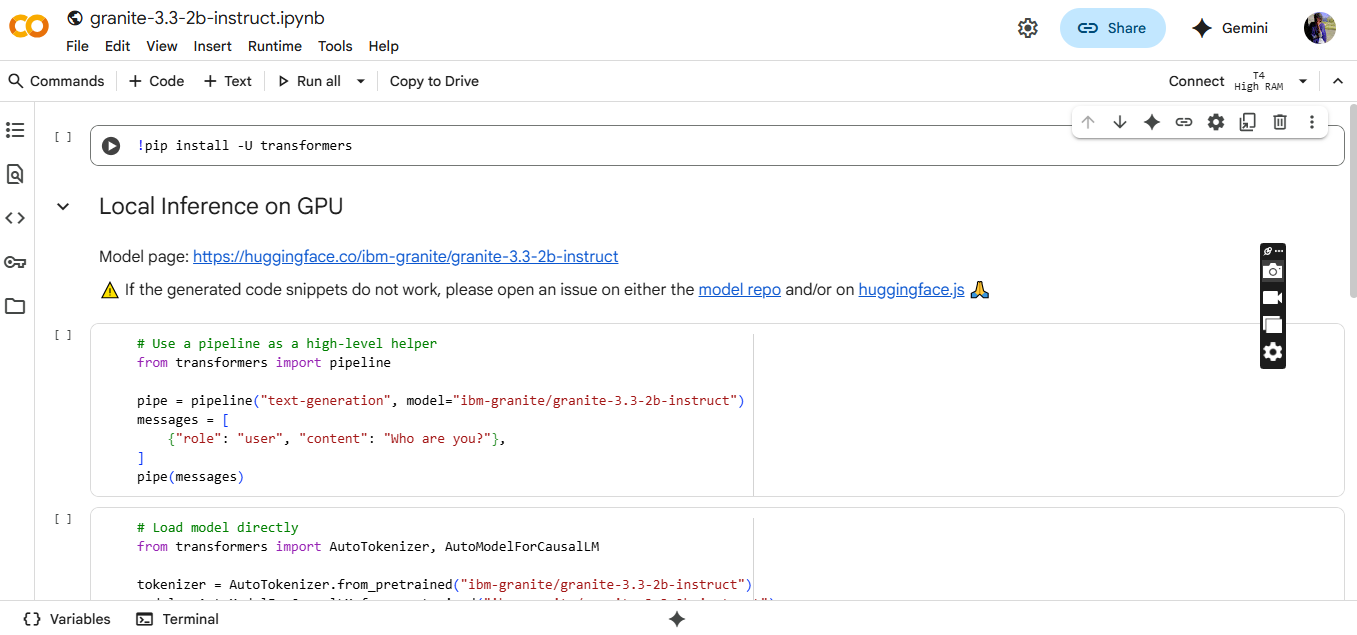 granite-3.3-2b-instruct.ipynb
File Edit View Insert Runtime Tools Help
Share
Gemini
Commands + Code + Text Run all Copy to Drive
Connect T4 High RAM
[ ] !pip install -U transformers
Local Inference on GPU
Model page: https://huggingface.co/ibm-granite/granite-3.3-2b-instruct
⚠️ If the generated code snippets do not work, please open an issue on either the model repo and/or on huggingface.js 🙏
[ ] # Use a pipeline as a high-level helper
from transformers import pipeline
pipe = pipeline("text-generation", model="ibm-granite/granite-3.3-2b-instruct")
messages = [
    {"role": "user", "content": "Who are you?"},
]
pipe(messages)
[ ] # Load model directly
from transformers import AutoTokenizer, AutoModelForCausalLM
tokenizer = AutoTokenizer.from_pretrained("ibm-granite/granite-3.3-2b-instruct")
Variables Terminal